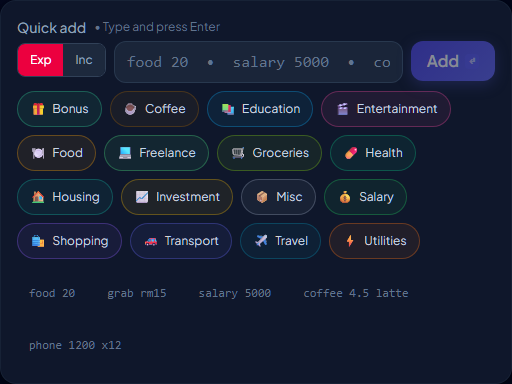 Quick add • Type and press Enter
Exp Inc food 20 • salary 5000 • co Add
Bonus Coffee Education Entertainment
Food Freelance Groceries Health
Housing Investment Misc Salary
Shopping Transport Travel Utilities
food 20 grab rm15 salary 5000 coffee 4.5 latte
phone 1200 x12